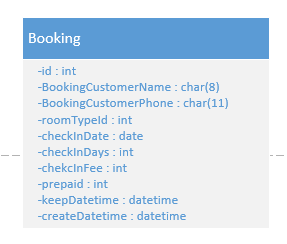 Booking
-id : int
-BookingCustomerName : char(8)
-BookingCustomerPhone : char(11)
-roomTypeId : int
-checkInDate : date
-checkInDays : int
-chekcInFee : int
-prepaid : int
-keepDatetime : datetime
-createDatetime : datetime